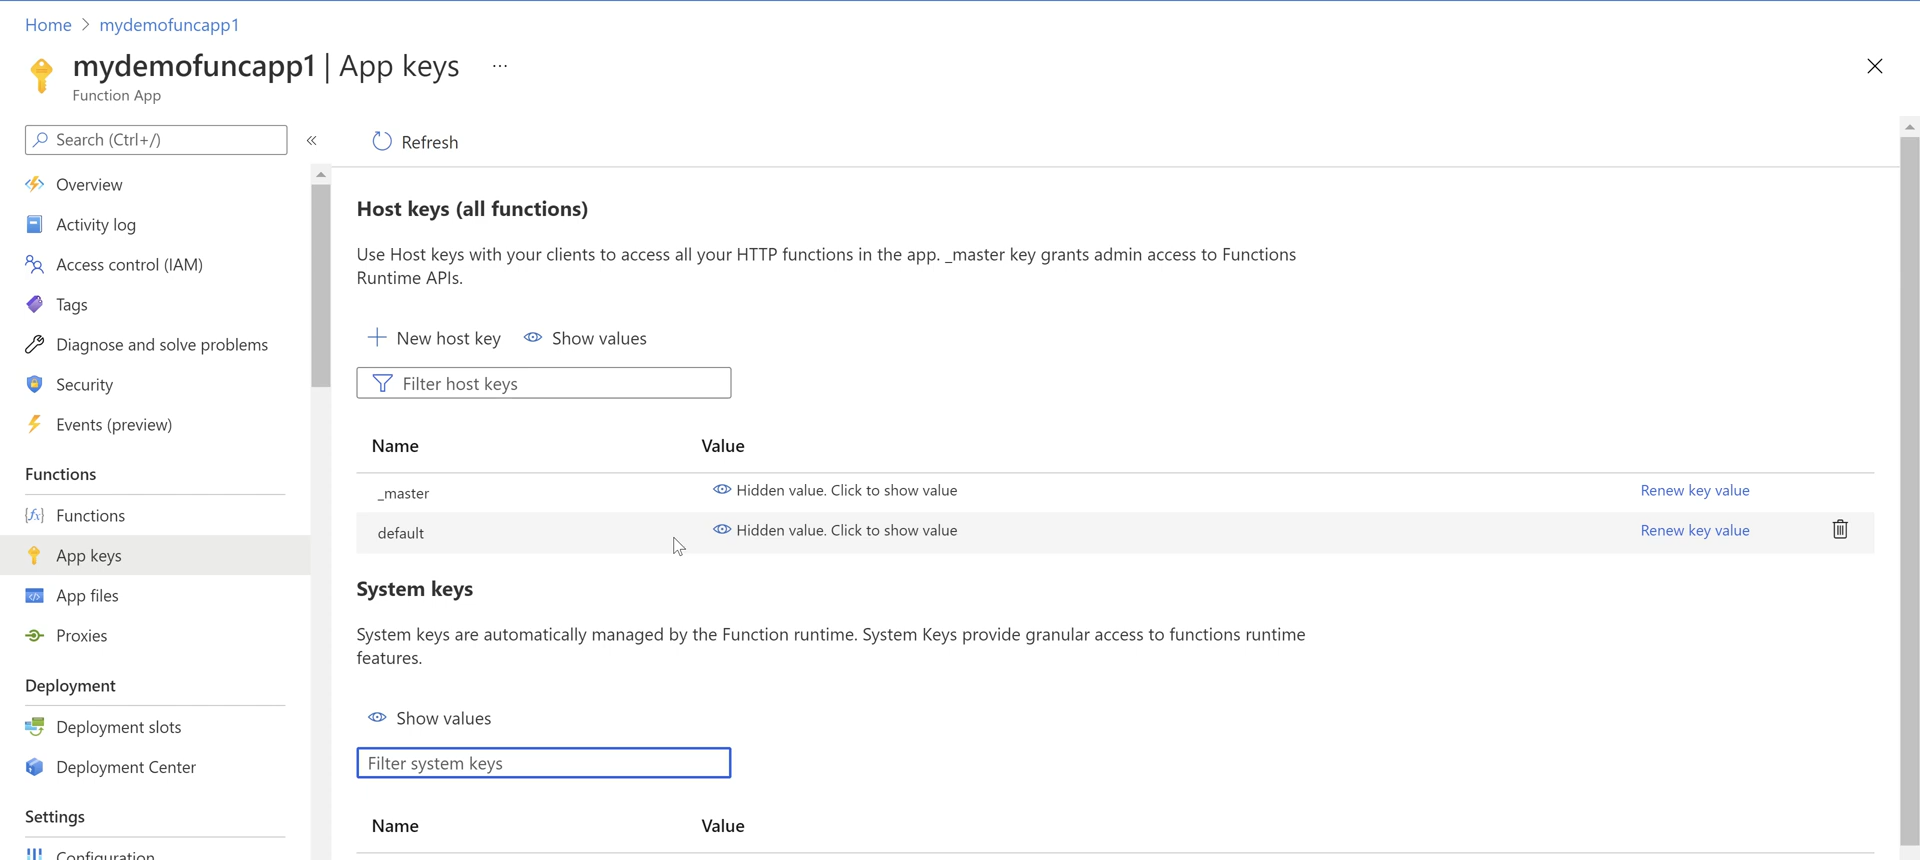 Home > mydemofuncapp1
mydemofuncapp1 | App keys ...
Function App
Search (Ctrl+/)
«
Refresh
Overview
Activity log
Access control (IAM)
Tags
Diagnose and solve problems
Security
Events (preview)
Functions
Functions
App keys
App files
Proxies
Deployment
Deployment slots
Deployment Center
Settings
Configuration
Host keys (all functions)
Use Host keys with your clients to access all your HTTP functions in the app. _master key grants admin access to Functions
Runtime APIs.
New host key Show values
Filter host keys
Name Value
_master Hidden value. Click to show value Renew key value
default Hidden value. Click to show value Renew key value
System keys
System keys are automatically managed by the Function runtime. System Keys provide granular access to functions runtime
features.
Show values
Filter system keys
Name Value